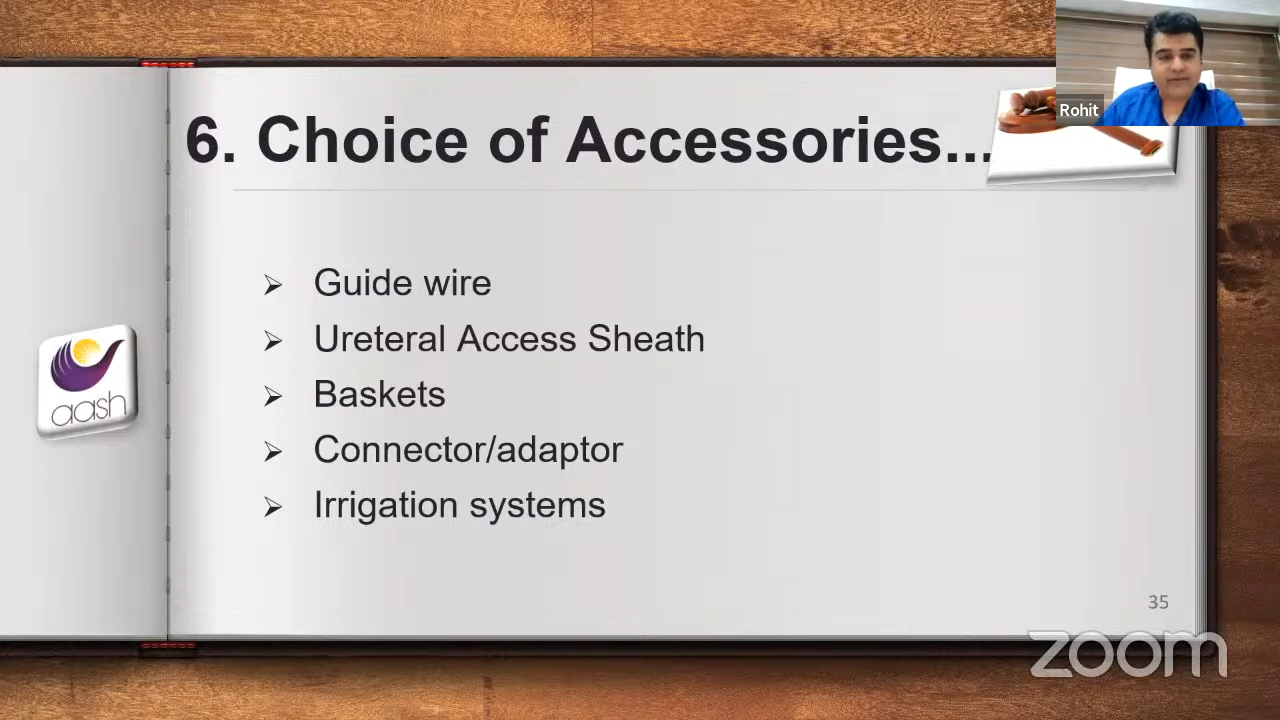 6. Choice of Accessories...
Rohit
➢ Guide wire
➢ Ureteral Access Sheath
➢ Baskets
➢ Connector/adaptor
➢ Irrigation systems
aash
35
zoom